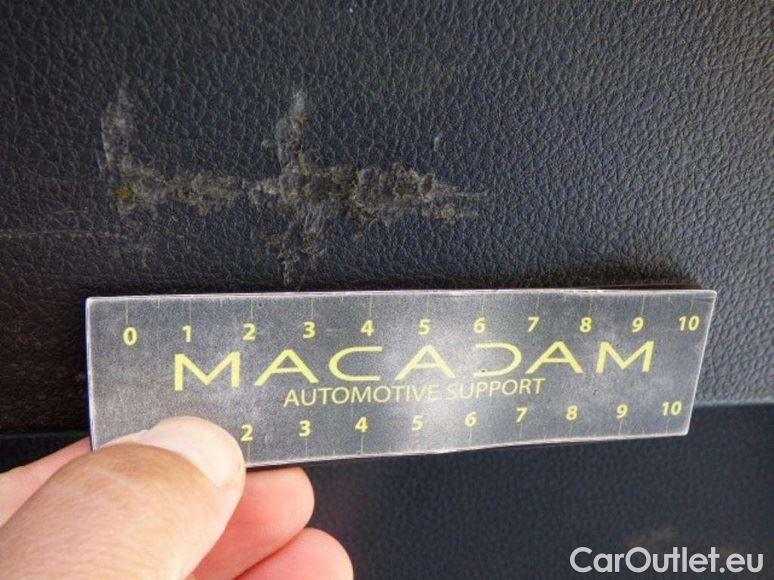 0 1 2 3 4 5 6 7 8 9 10
MACADAM
AUTOMOTIVE SUPPORT
2 3 4 5 6 7 8 9 10
CarOutlet.eu